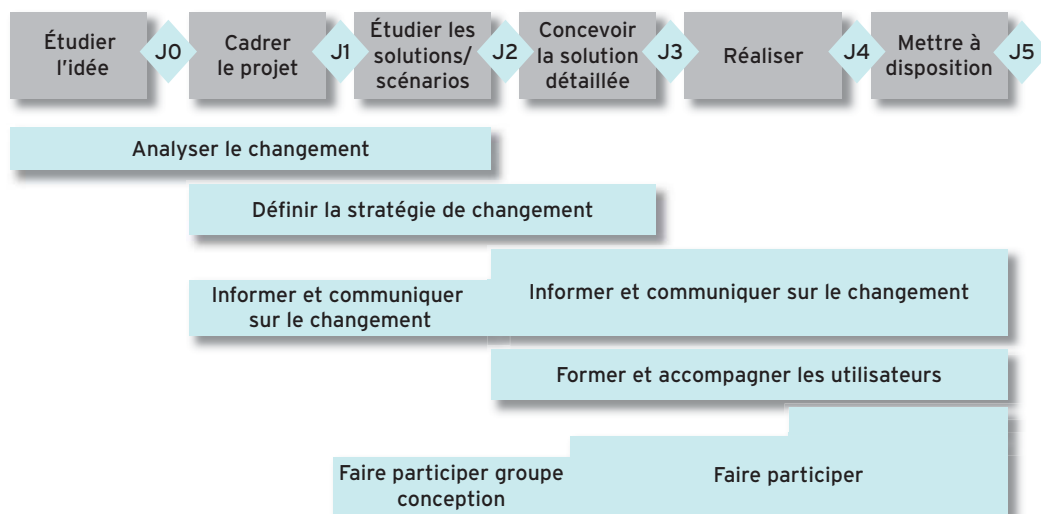 Étudier
l'idée
J0
Cadrer
le projet
J1
Étudier les
solutions/
scénarios
J2
Concevoir
la solution
détaillée
J3
Réaliser
J4
Mettre à
disposition
J5
Analyser le changement
Définir la stratégie de changement
Informer et communiquer
sur le changement
Informer et communiquer sur le changement
Former et accompagner les utilisateurs
Faire participer groupe
conception
Faire participer